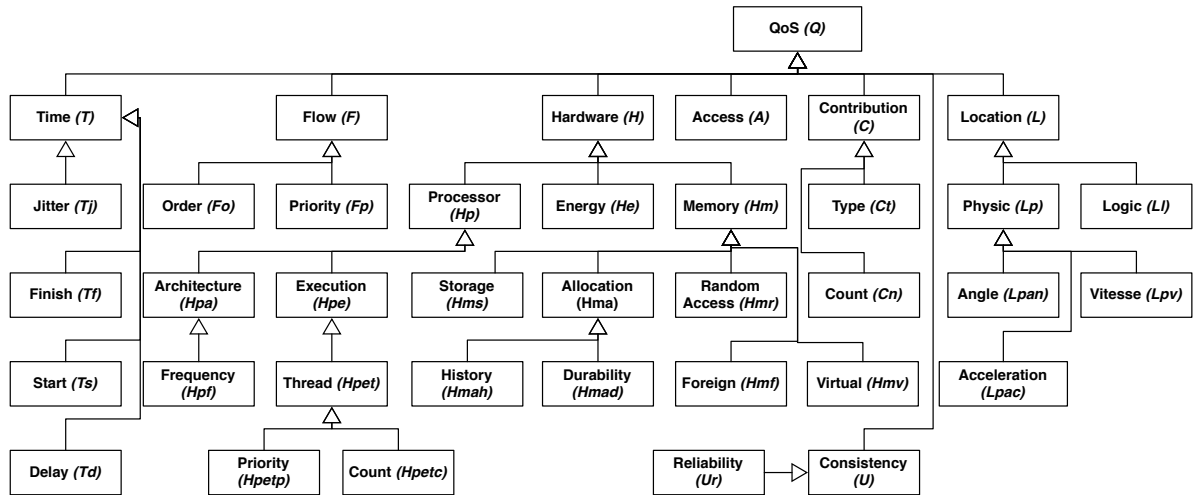 QoS (Q)
Time (T)
Flow (F)
Hardware (H)
Access (A)
Contribution
(C)
Location (L)
Jitter (Tj)
Order (Fo)
Priority (Fp)
Processor
(Hp)
Energy (He)
Memory (Hm)
Type (Ct)
Physic (Lp)
Logic (Ll)
Finish (Tf)
Architecture
(Hpa)
Execution
(Hpe)
Storage
(Hms)
Allocation
(Hma)
Random
Access (Hmr)
Count (Cn)
Angle (Lpan)
Vitesse (Lpv)
Start (Ts)
Frequency
(Hpf)
Thread (Hpet)
History
(Hmah)
Durability
(Hmad)
Foreign (Hmf)
Virtual (Hmv)
Acceleration
(Lpac)
Delay (Td)
Priority
(Hpetp)
Count (Hpetc)
Reliability
(Ur)
Consistency
(U)